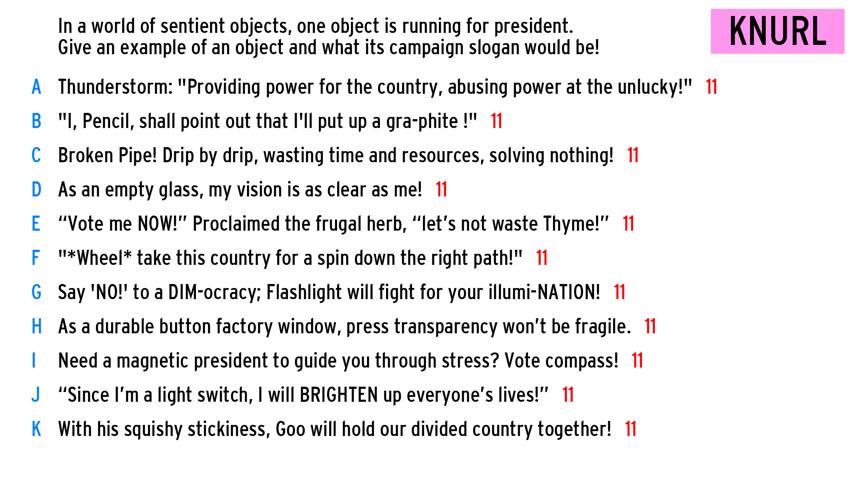 In a world of sentient objects, one object is running for president.
Give an example of an object and what its campaign slogan would be!
KNURL
A Thunderstorm: "Providing power for the country, abusing power at the unlucky!" 11
B "I, Pencil, shall point out that I'll put up a gra-phite !" 11
C Broken Pipe! Drip by drip, wasting time and resources, solving nothing! 11
D As an empty glass, my vision is as clear as me! 11
E “Vote me NOW!” Proclaimed the frugal herb, “let’s not waste Thyme!” 11
F "*Wheel* take this country for a spin down the right path!" 11
G Say 'NO!' to a DIM-ocracy; Flashlight will fight for your illumi-NATION! 11
H As a durable button factory window, press transparency won’t be fragile. 11
I Need a magnetic president to guide you through stress? Vote compass! 11
J “Since I’m a light switch, I will BRIGHTEN up everyone’s lives!” 11
K With his squishy stickiness, Goo will hold our divided country together! 11